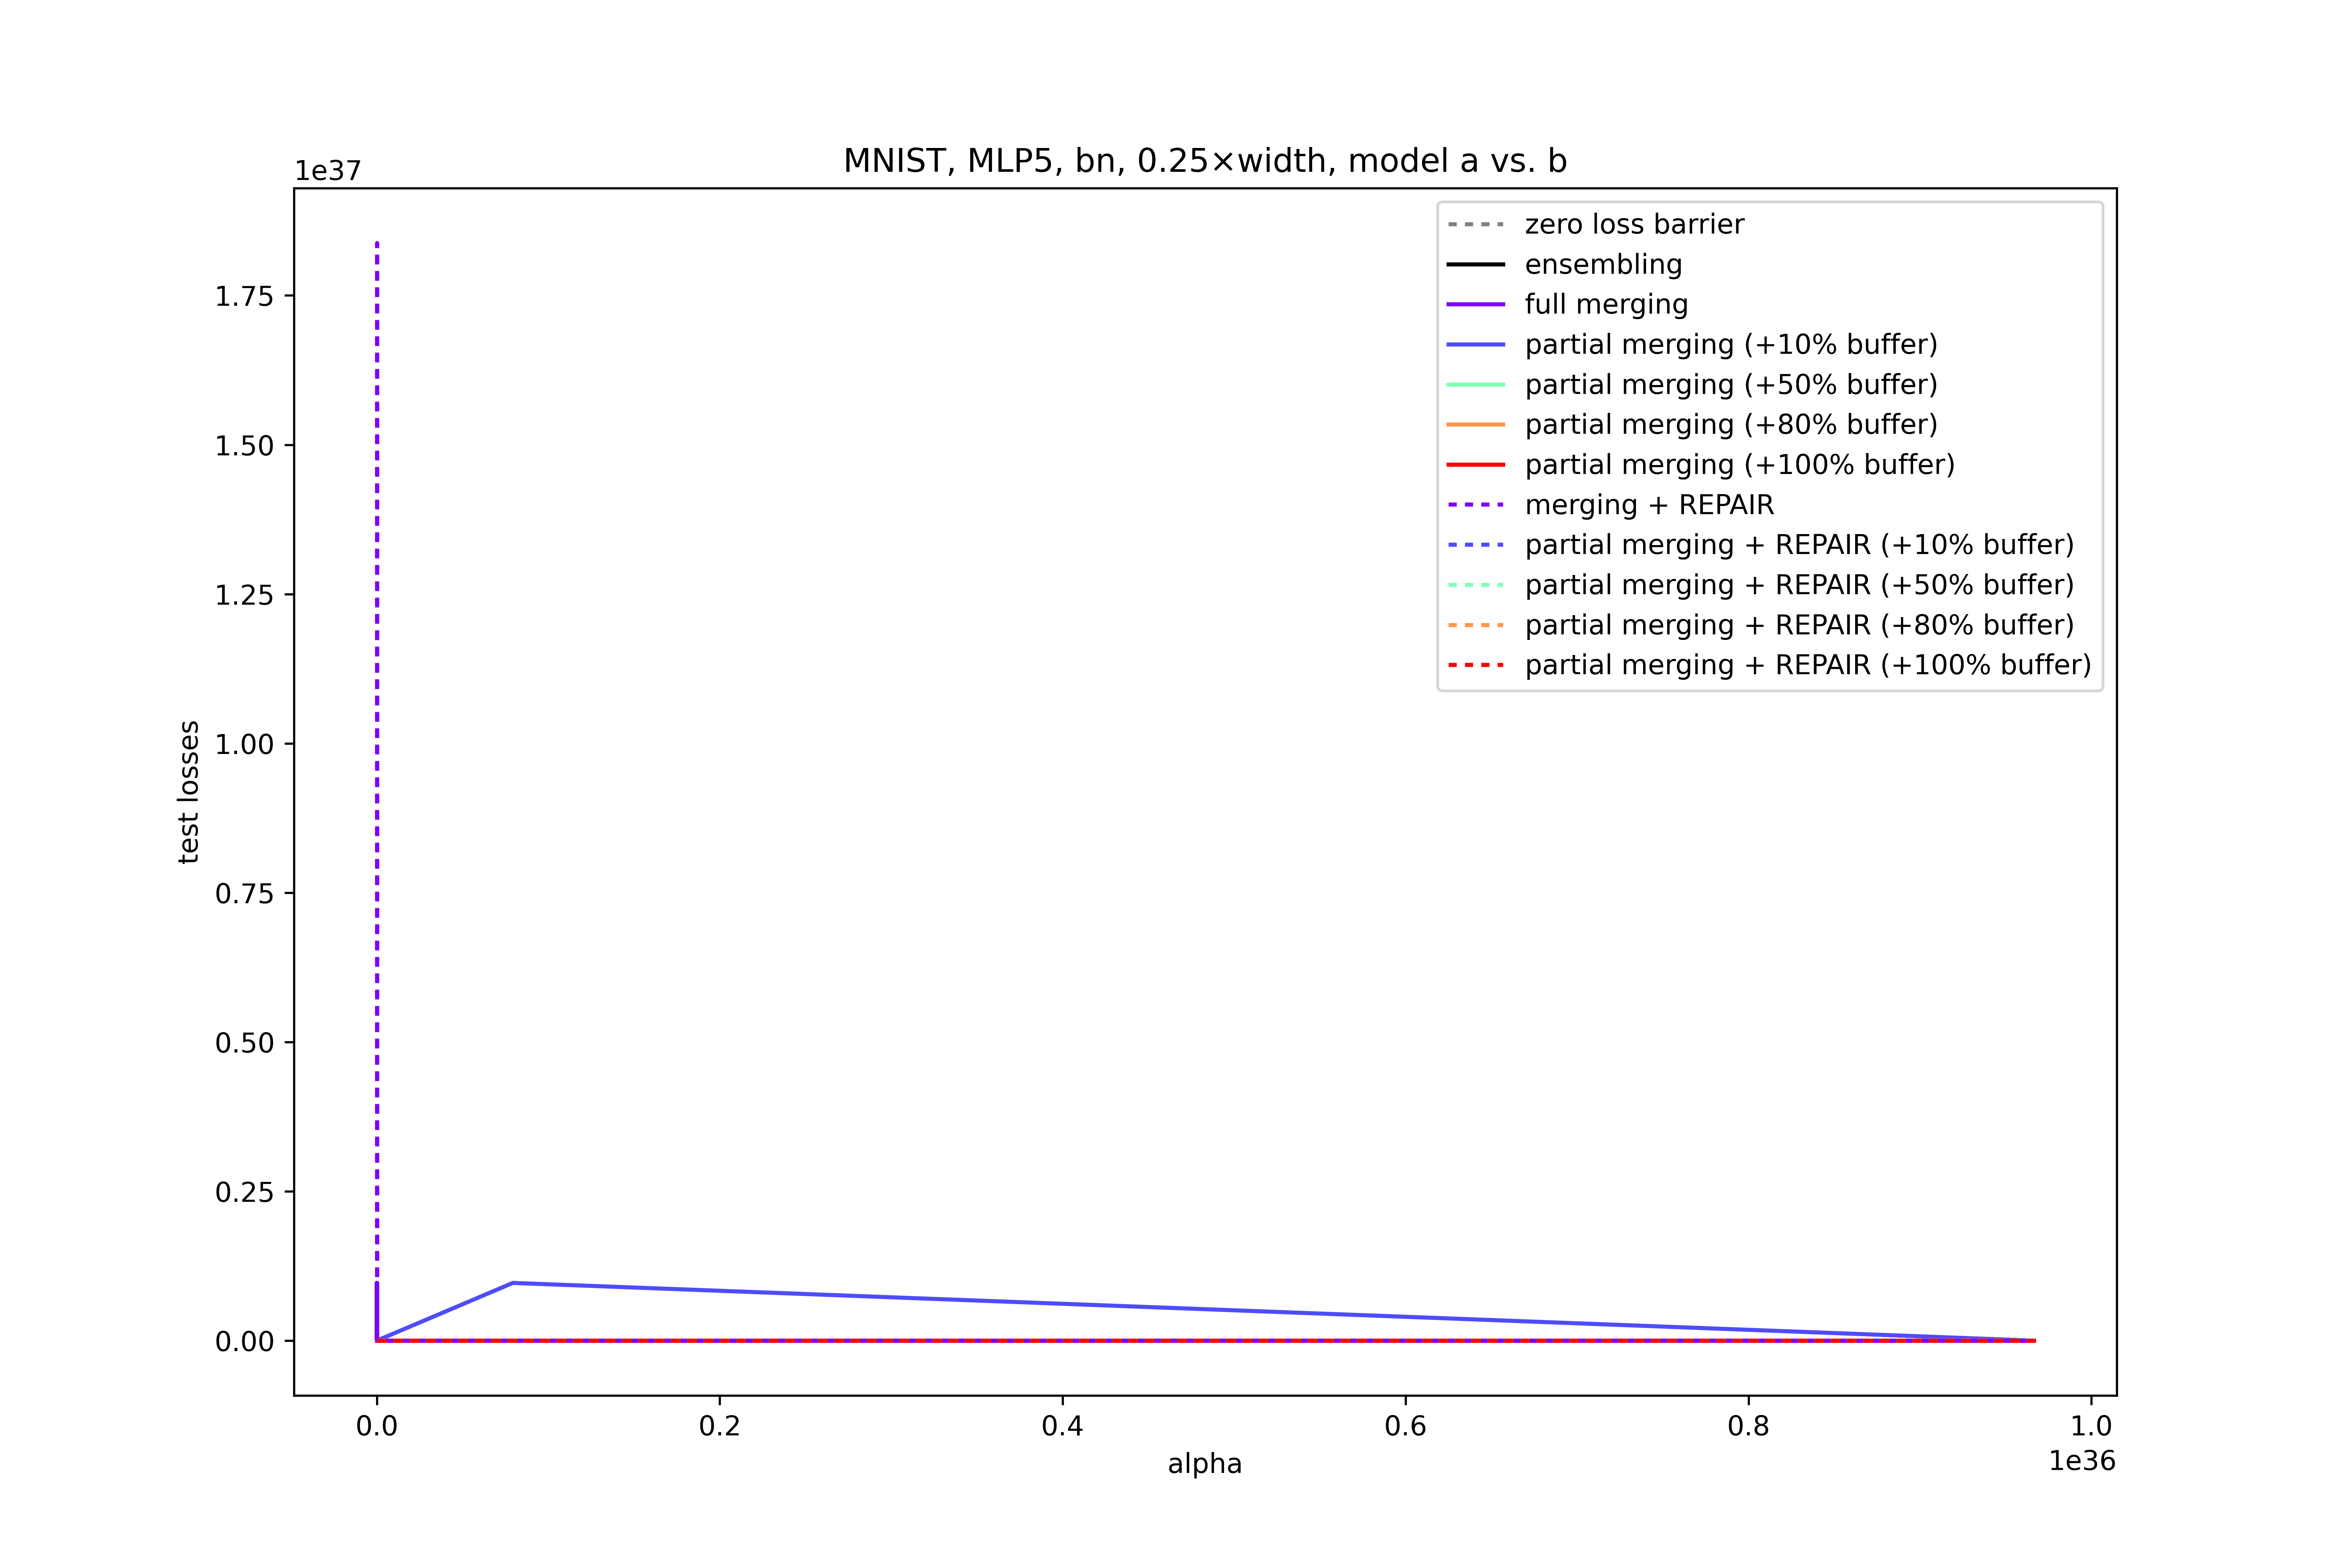 MNIST, MLP5, bn, 0.25×width, model a vs. b
1e37
zero loss barrier
ensembling
full merging
partial merging (+10% buffer)
partial merging (+50% buffer)
partial merging (+80% buffer)
partial merging (+100% buffer)
merging + REPAIR
partial merging + REPAIR (+10% buffer)
partial merging + REPAIR (+50% buffer)
partial merging + REPAIR (+80% buffer)
partial merging + REPAIR (+100% buffer)
1.75
1.50
1.25
1.00
0.75
0.50
0.25
0.00
test losses
0.0 0.2 0.4 0.6 0.8 1.0
alpha
1e36